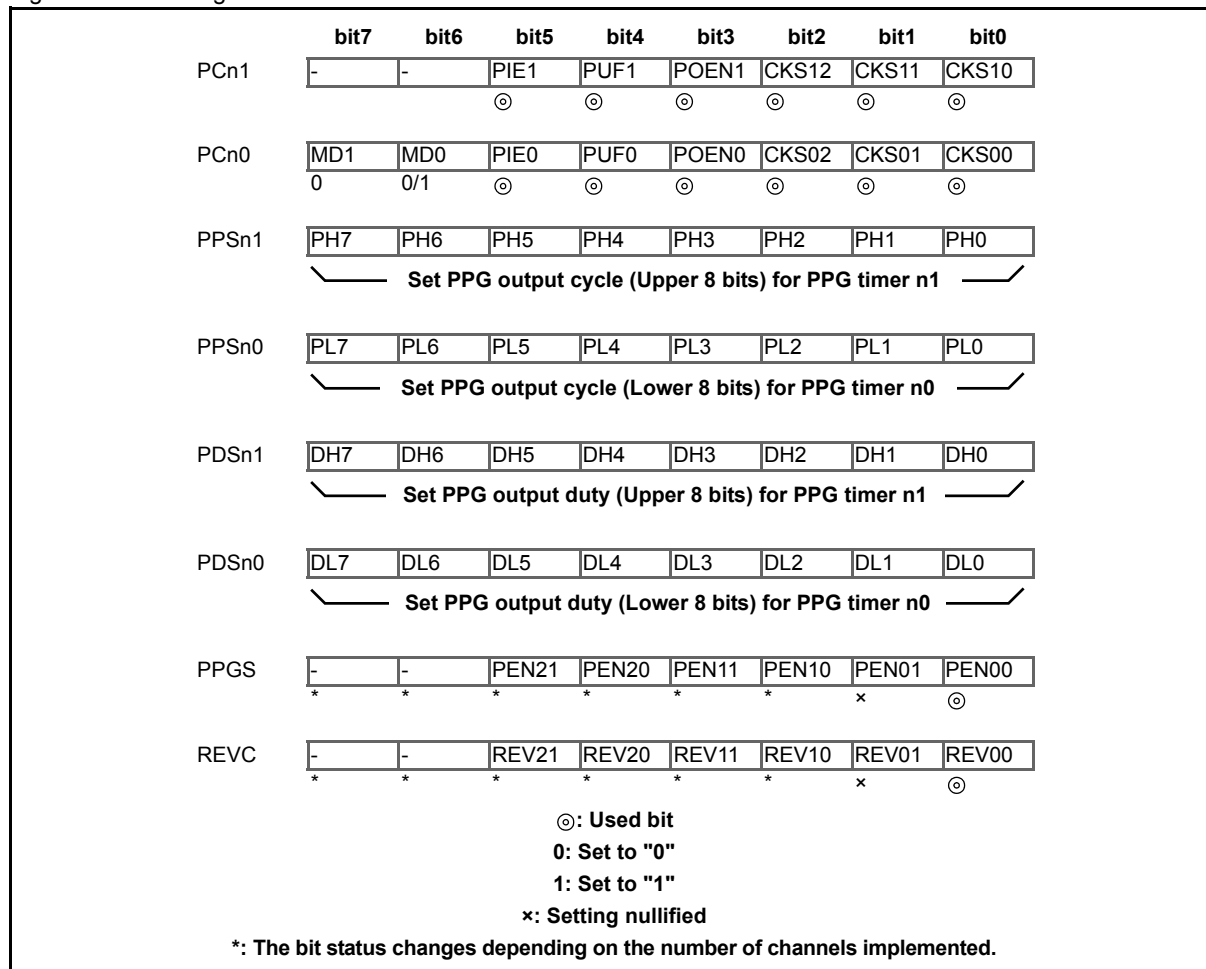 bit7 bit6 bit5 bit4 bit3 bit2 bit1 bit0
PCn1 - - PIE1 PUF1 POEN1 CKS12 CKS11 CKS10
◎ ◎ ◎ ◎ ◎ ◎
PCn0 MD1 MD0 PIE0 PUF0 POEN0 CKS02 CKS01 CKS00
0 0/1 ◎ ◎ ◎ ◎ ◎ ◎
PPSn1 PH7 PH6 PH5 PH4 PH3 PH2 PH1 PH0
Set PPG output cycle (Upper 8 bits) for PPG timer n1
PPSn0 PL7 PL6 PL5 PL4 PL3 PL2 PL1 PL0
Set PPG output cycle (Lower 8 bits) for PPG timer n0
PDSn1 DH7 DH6 DH5 DH4 DH3 DH2 DH1 DH0
Set PPG output duty (Upper 8 bits) for PPG timer n1
PDSn0 DL7 DL6 DL5 DL4 DL3 DL2 DL1 DL0
Set PPG output duty (Lower 8 bits) for PPG timer n0
PPGS - - PEN21 PEN20 PEN11 PEN10 PEN01 PEN00
* * * * * * × ◎
REVC - - REV21 REV20 REV11 REV10 REV01 REV00
* * * * * * × ◎
◎: Used bit
0: Set to "0"
1: Set to "1"
×: Setting nullified
*: The bit status changes depending on the number of channels implemented.